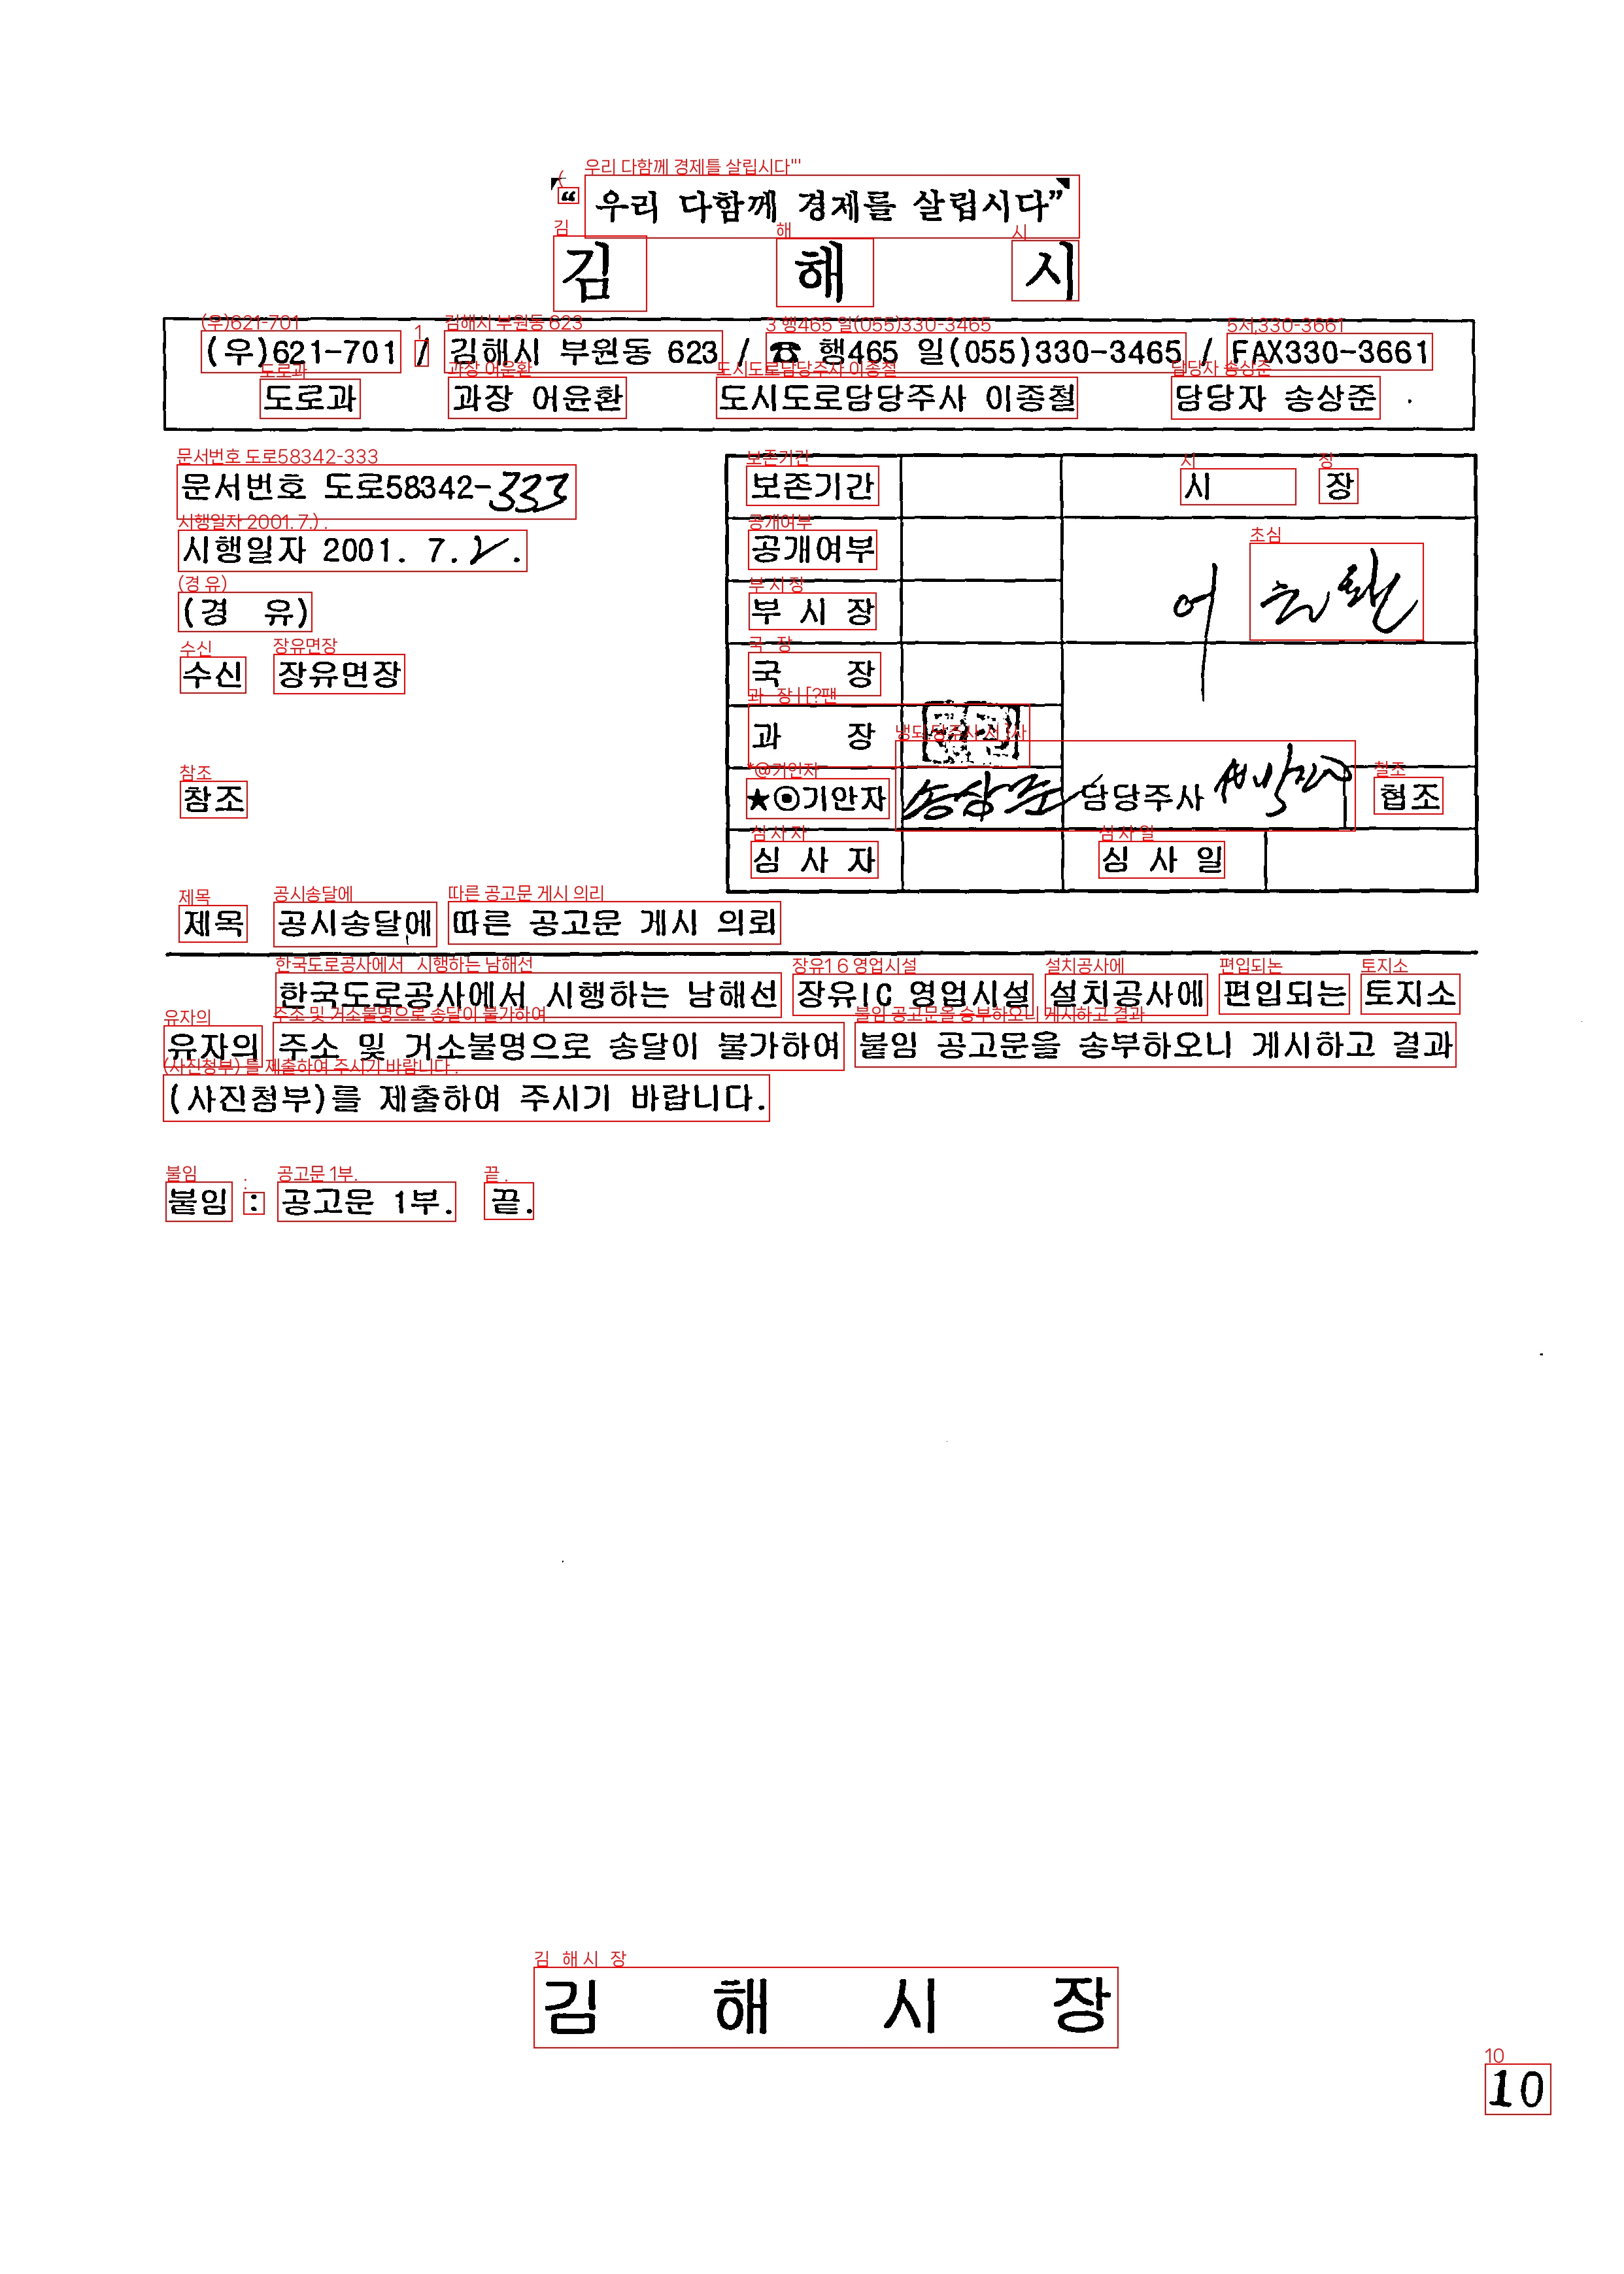 “우리 다함께 경제를 살립시다”
김 해 시
(우)621-701 / 김해시 부원동 623 / ☎ 행465 일(055)330-3465 / FAX330-3661
도로과 과장 어윤환 도시도로담당주사 이종철 담당자 송상준
문서번호 도로58342-333
시행일자 2001. 7. 2.
(경 유)
수신 장유면장
참조
보존기간 시 장
공개여부
어윤환
부 시 장
국 장
과 장
★⊙기안자 송상준 담당주사 협조
심 사 자 심 사 일
제목 공시송달에 따른 공고문 게시 의뢰
한국도로공사에서 시행하는 남해선 장유IC 영업시설 설치공사에 편입되는 토지소
유자의 주소 및 거소불명으로 송달이 불가하여 붙임 공고문을 송부하오니 게시하고 결과
(사진첨부)를 제출하여 주시기 바랍니다.
붙임 : 공고문 1부. 끝.
김 해 시 장
10